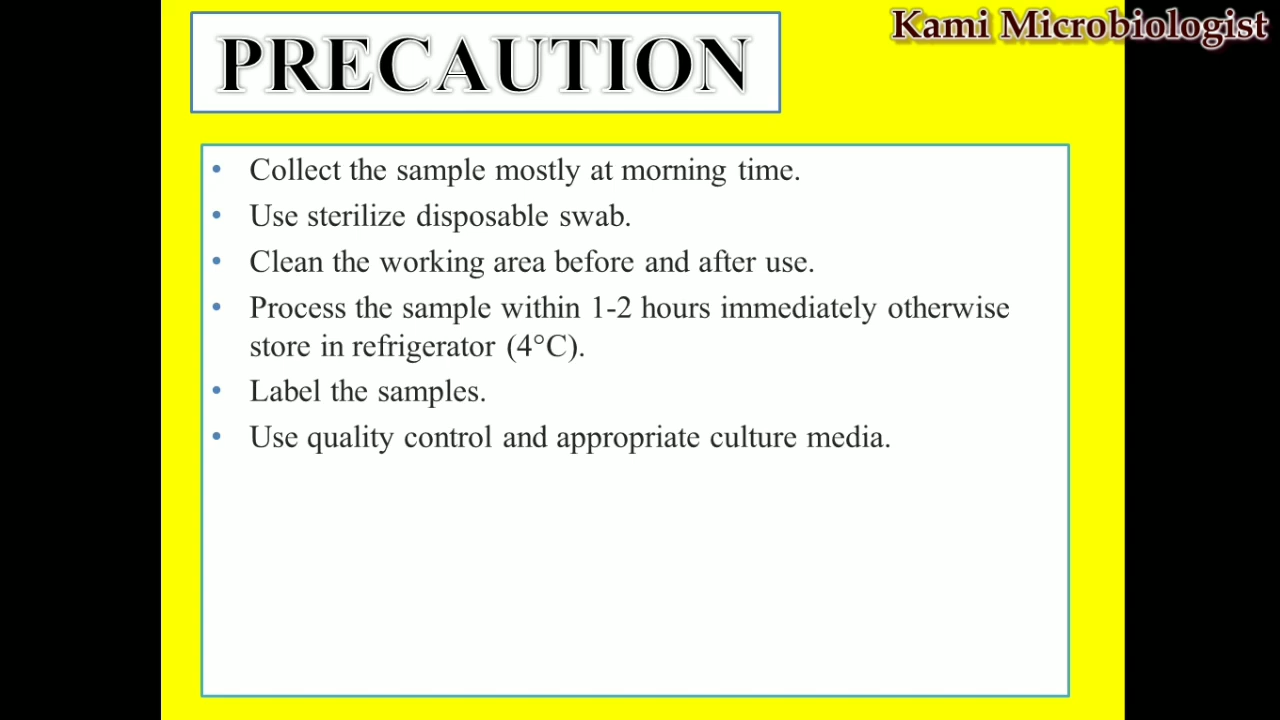 Kami Microbiologist
PRECAUTION
• Collect the sample mostly at morning time.
• Use sterilize disposable swab.
• Clean the working area before and after use.
• Process the sample within 1-2 hours immediately otherwise
store in refrigerator (4°C).
• Label the samples.
• Use quality control and appropriate culture media.